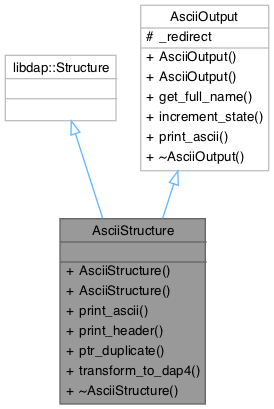 AsciiOutput
# _redirect
+ AsciiOutput()
+ AsciiOutput()
+ get_full_name()
+ increment_state()
+ print_ascii()
+ ~AsciiOutput()
libdap::Structure
AsciiStructure
+ AsciiStructure()
+ AsciiStructure()
+ print_ascii()
+ print_header()
+ ptr_duplicate()
+ transform_to_dap4()
+ ~AsciiStructure()